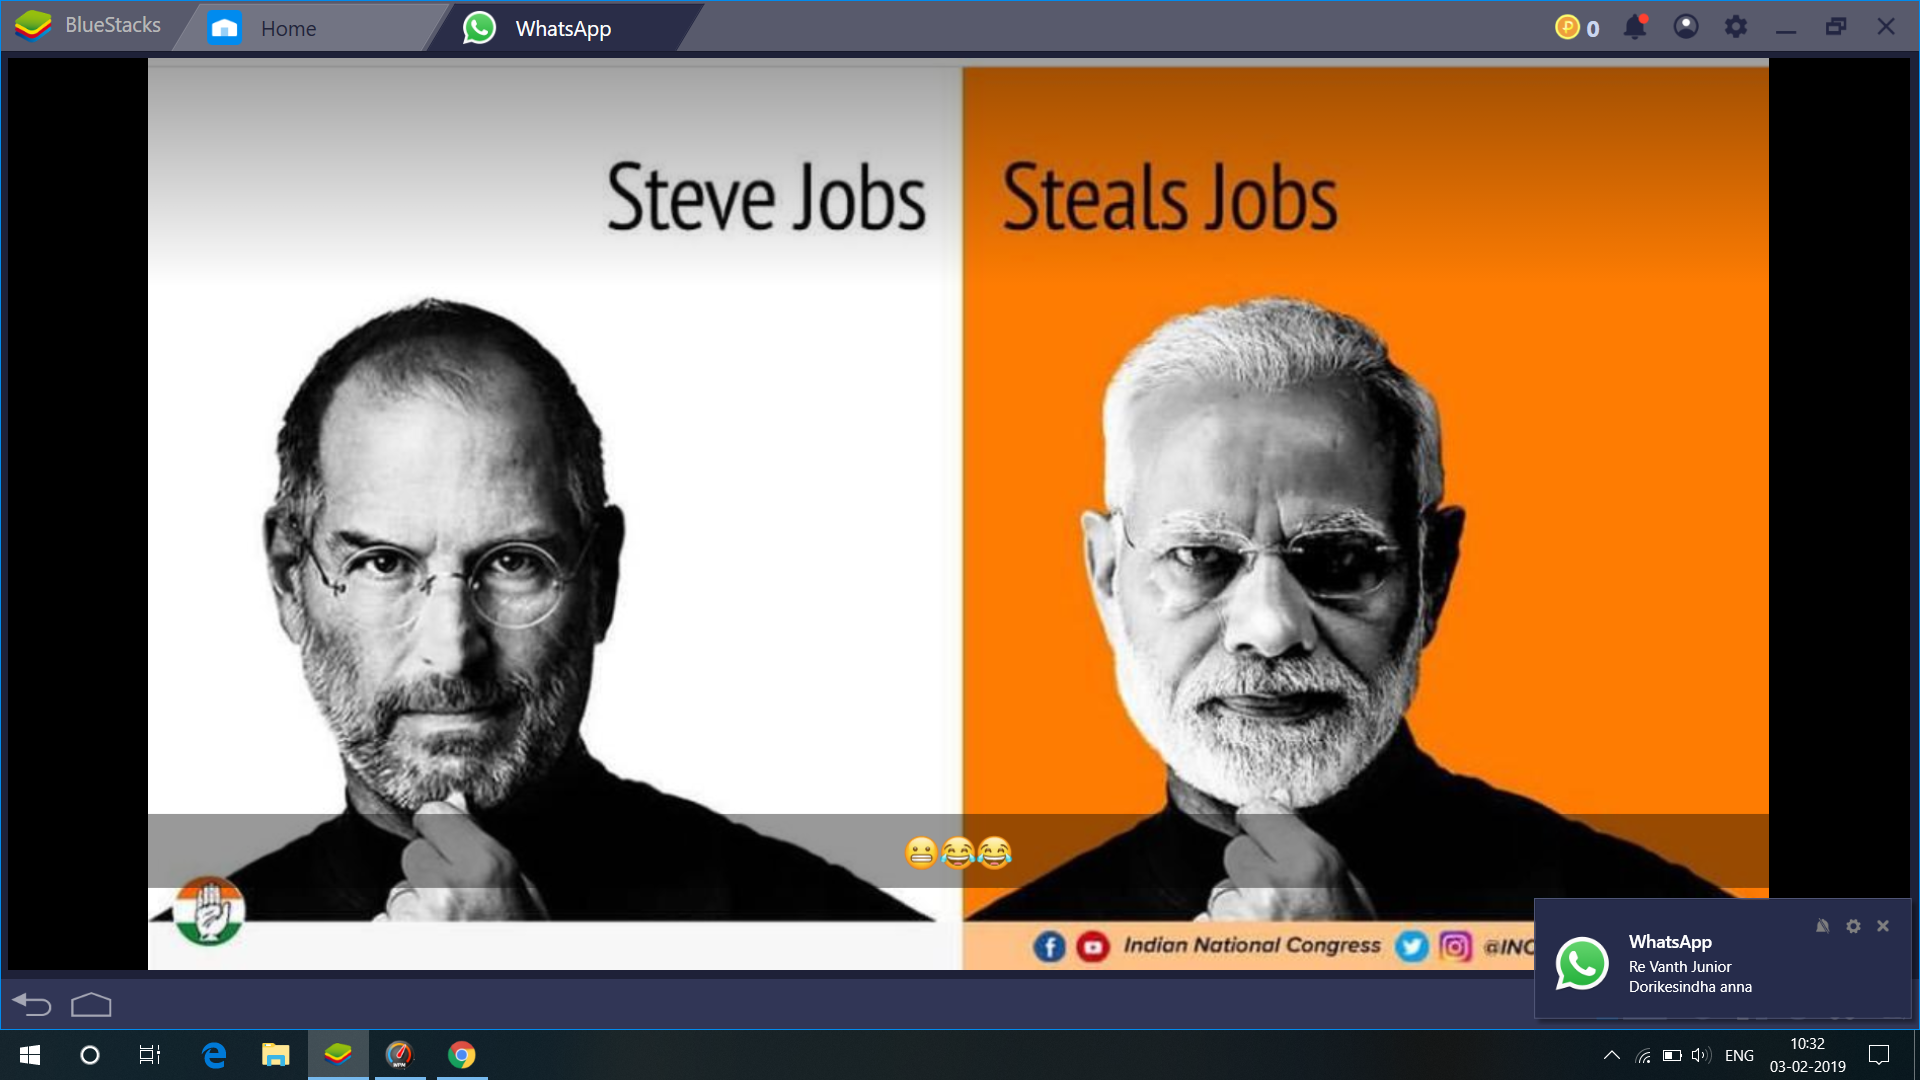 BlueStacks
Home
WhatsApp
0
Steve Jobs
Steals Jobs
Indian National Congress
WhatsApp
Re Vanth Junior
Dorikesindha anna
ENG
10:32
03-02-2019